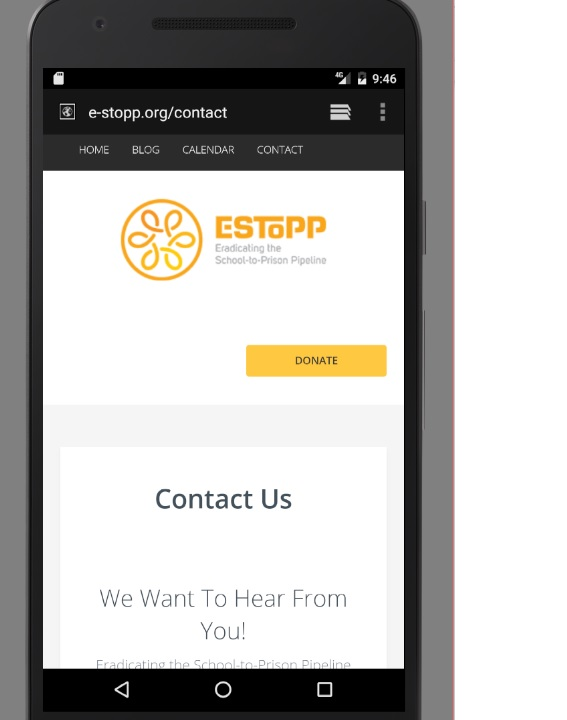 4G 9:46
e-stopp.org/contact
HOME BLOG CALENDAR CONTACT
ESToPP
Eradicating the
School-to-Prison Pipeline
DONATE
Contact Us
We Want To Hear From
You!
Eradicating the School-to-Prison Pipeline